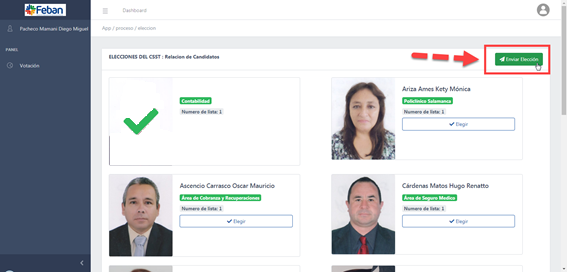 Feban
Dashboard
Pacheco Mamani Diego Miguel
App / proceso / eleccion
PANEL
Votación
ELECCIONES DEL CSST : Relacion de Candidatos
Enviar Elección
Contabilidad
Numero de lista: 1
Ariza Ames Kety Mónica
Policlínico Salamanca
Numero de lista: 1
Elegir
Ascencio Carrasco Oscar Mauricio
Área de Cobranza y Recuperaciones
Numero de lista: 1
Elegir
Cárdenas Matos Hugo Renatto
Área de Seguro Medico
Numero de lista: 1
Elegir